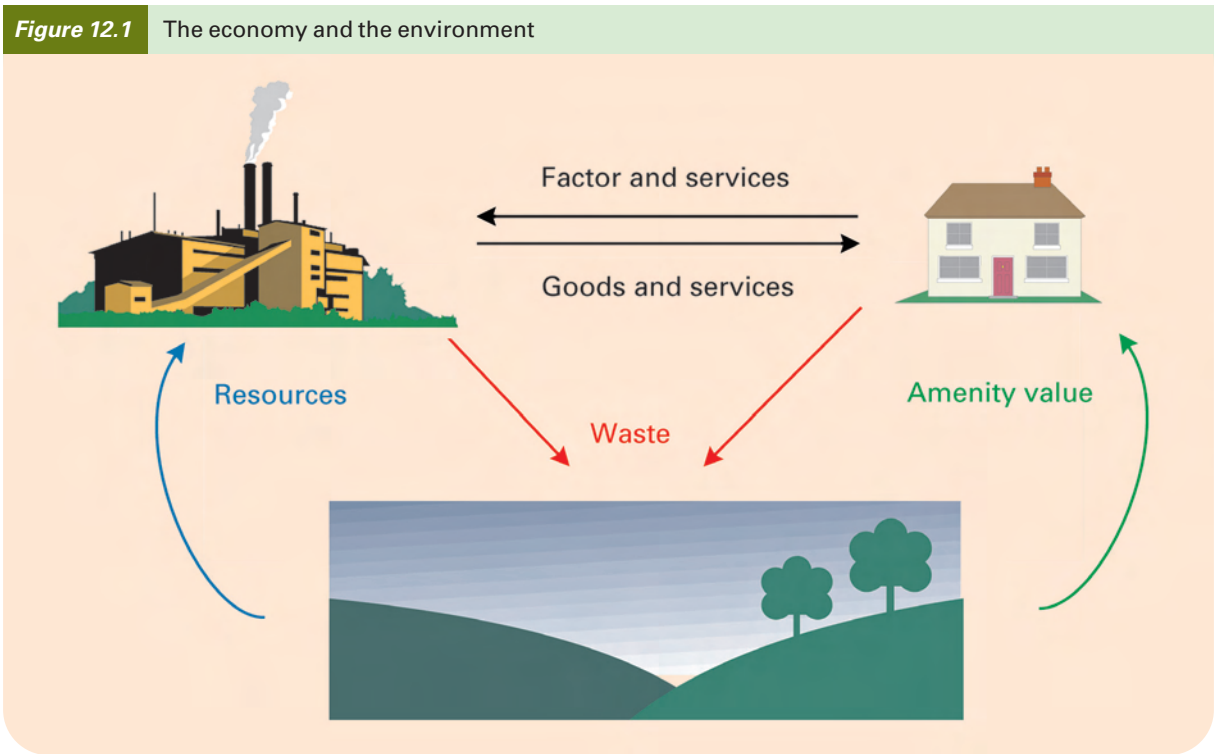 Figure 12.1 The economy and the environment
Factor and services
Goods and services
Resources
Amenity value
Waste